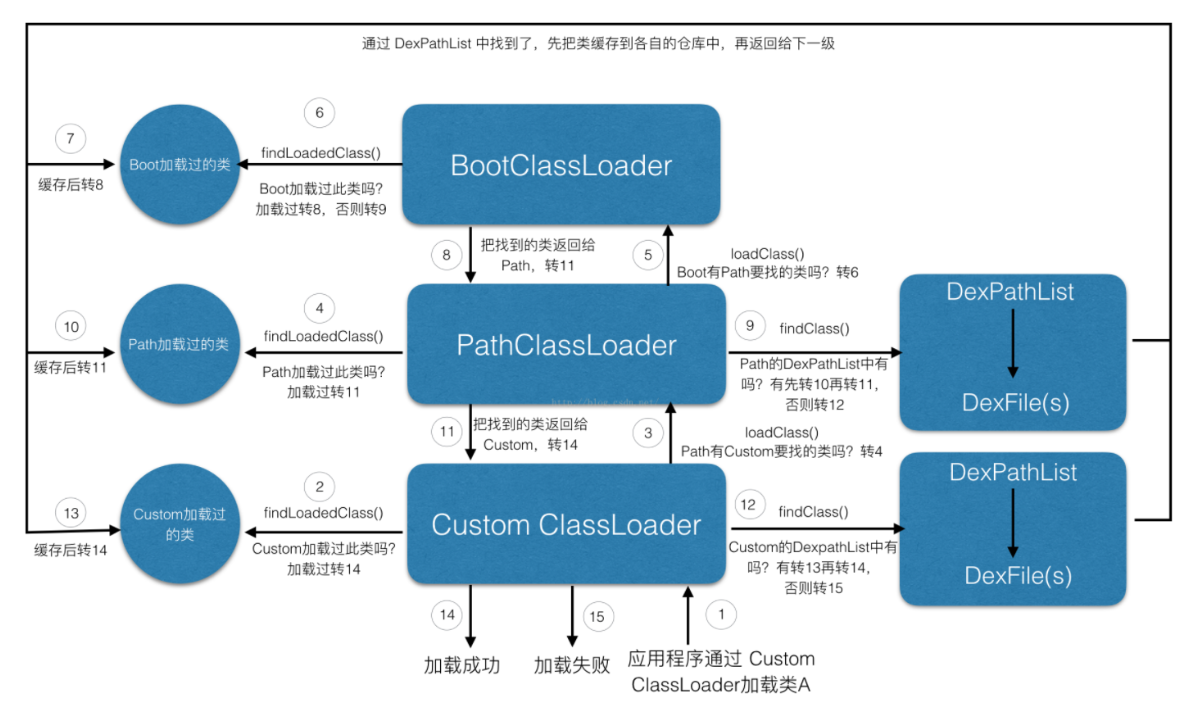 通过 DexPathList 中找到了，先把类缓存到各自的仓库中，再返回给下一级
7
缓存后转8
Boot加载过的类
6
findLoadedClass()
Boot加载过此类吗？
加载过转8，否则转9
BootClassLoader
8
把找到的类返回给
Path，转11
5
loadClass()
Boot有Path要找的类吗？转6
10
缓存后转11
Path加载过的类
4
findLoadedClass()
Path加载过此类吗？
加载过转11
PathClassLoader
http://blog.csdn.net/
9
findClass()
Path的DexPathList中有
吗？有先转10再转11，
否则转12
DexPathList
DexFile(s)
11
把找到的类返回给
Custom，转14
3
loadClass()
Path有Custom要找的类吗？转4
13
缓存后转14
Custom加载过
的类
2
findLoadedClass()
Custom加载过此类吗？
加载过转14
Custom ClassLoader
12
findClass()
Custom的DexpathList中有
吗？有转13再转14，
否则转15
DexPathList
DexFile(s)
14
加载成功
15
加载失败
1
应用程序通过 Custom
ClassLoader加载类A